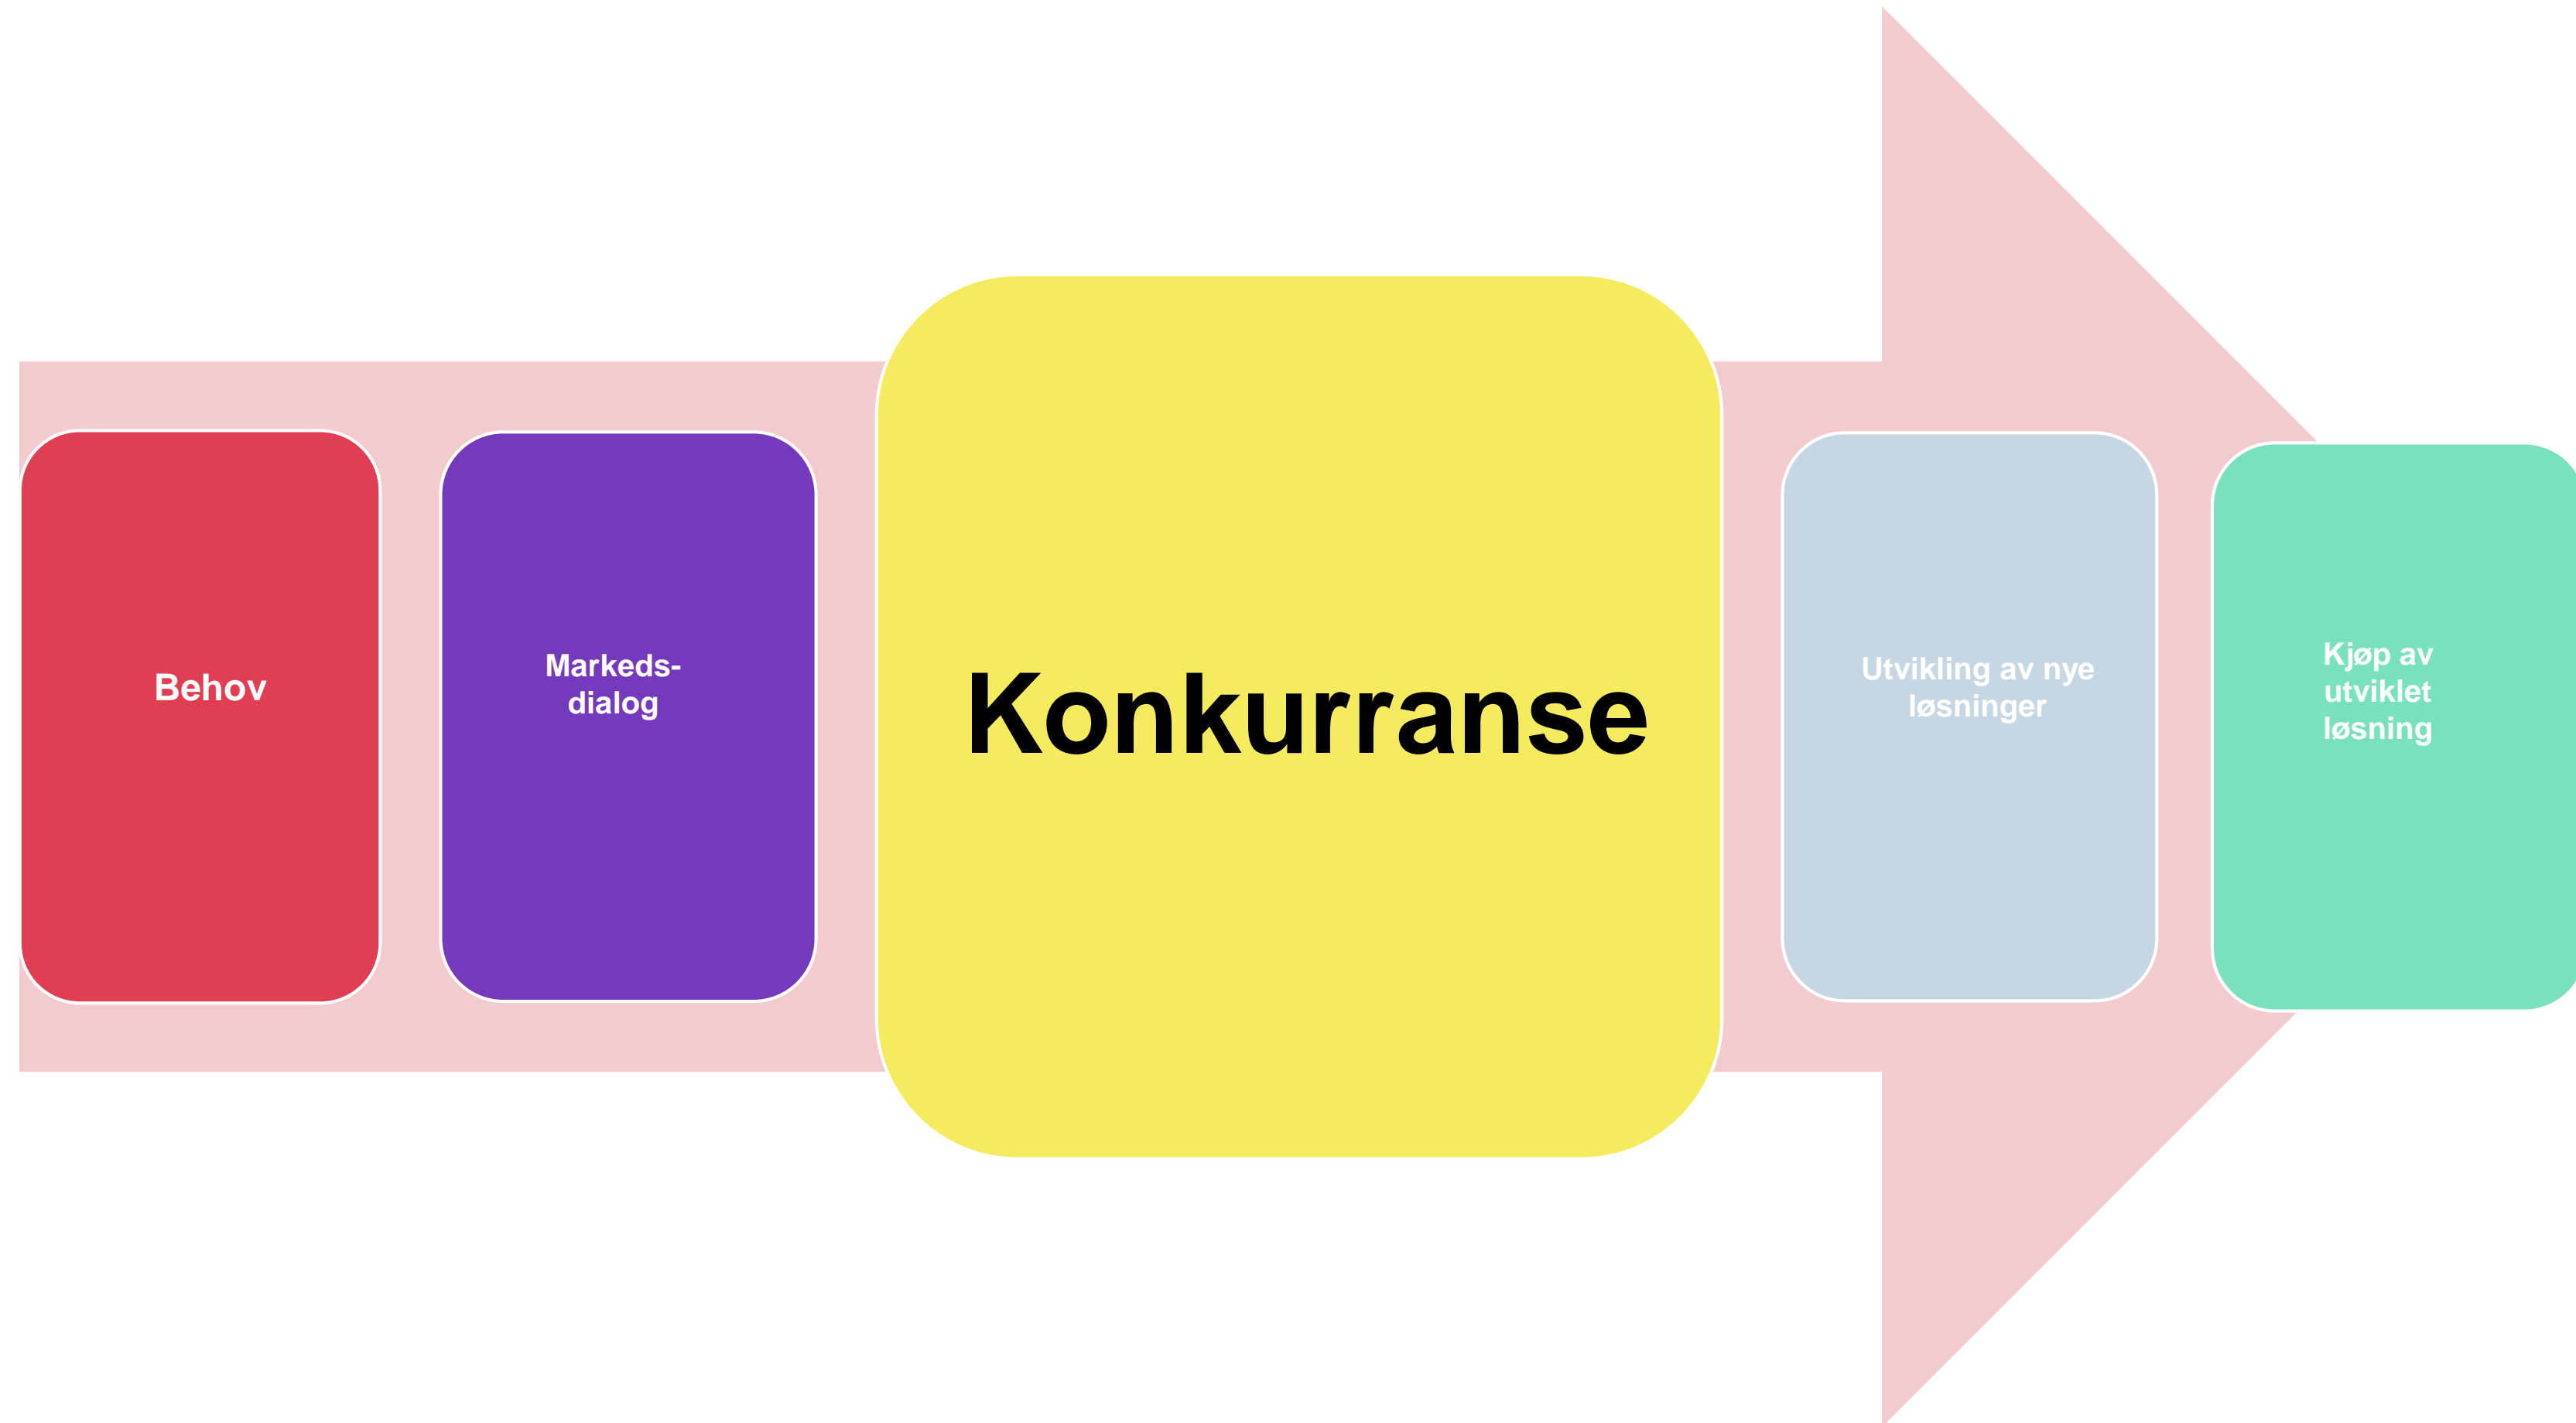 Behov
Markeds-
dialog
Konkurranse
Utvikling av nye
løsninger
Kjøp av
utviklet
løsning